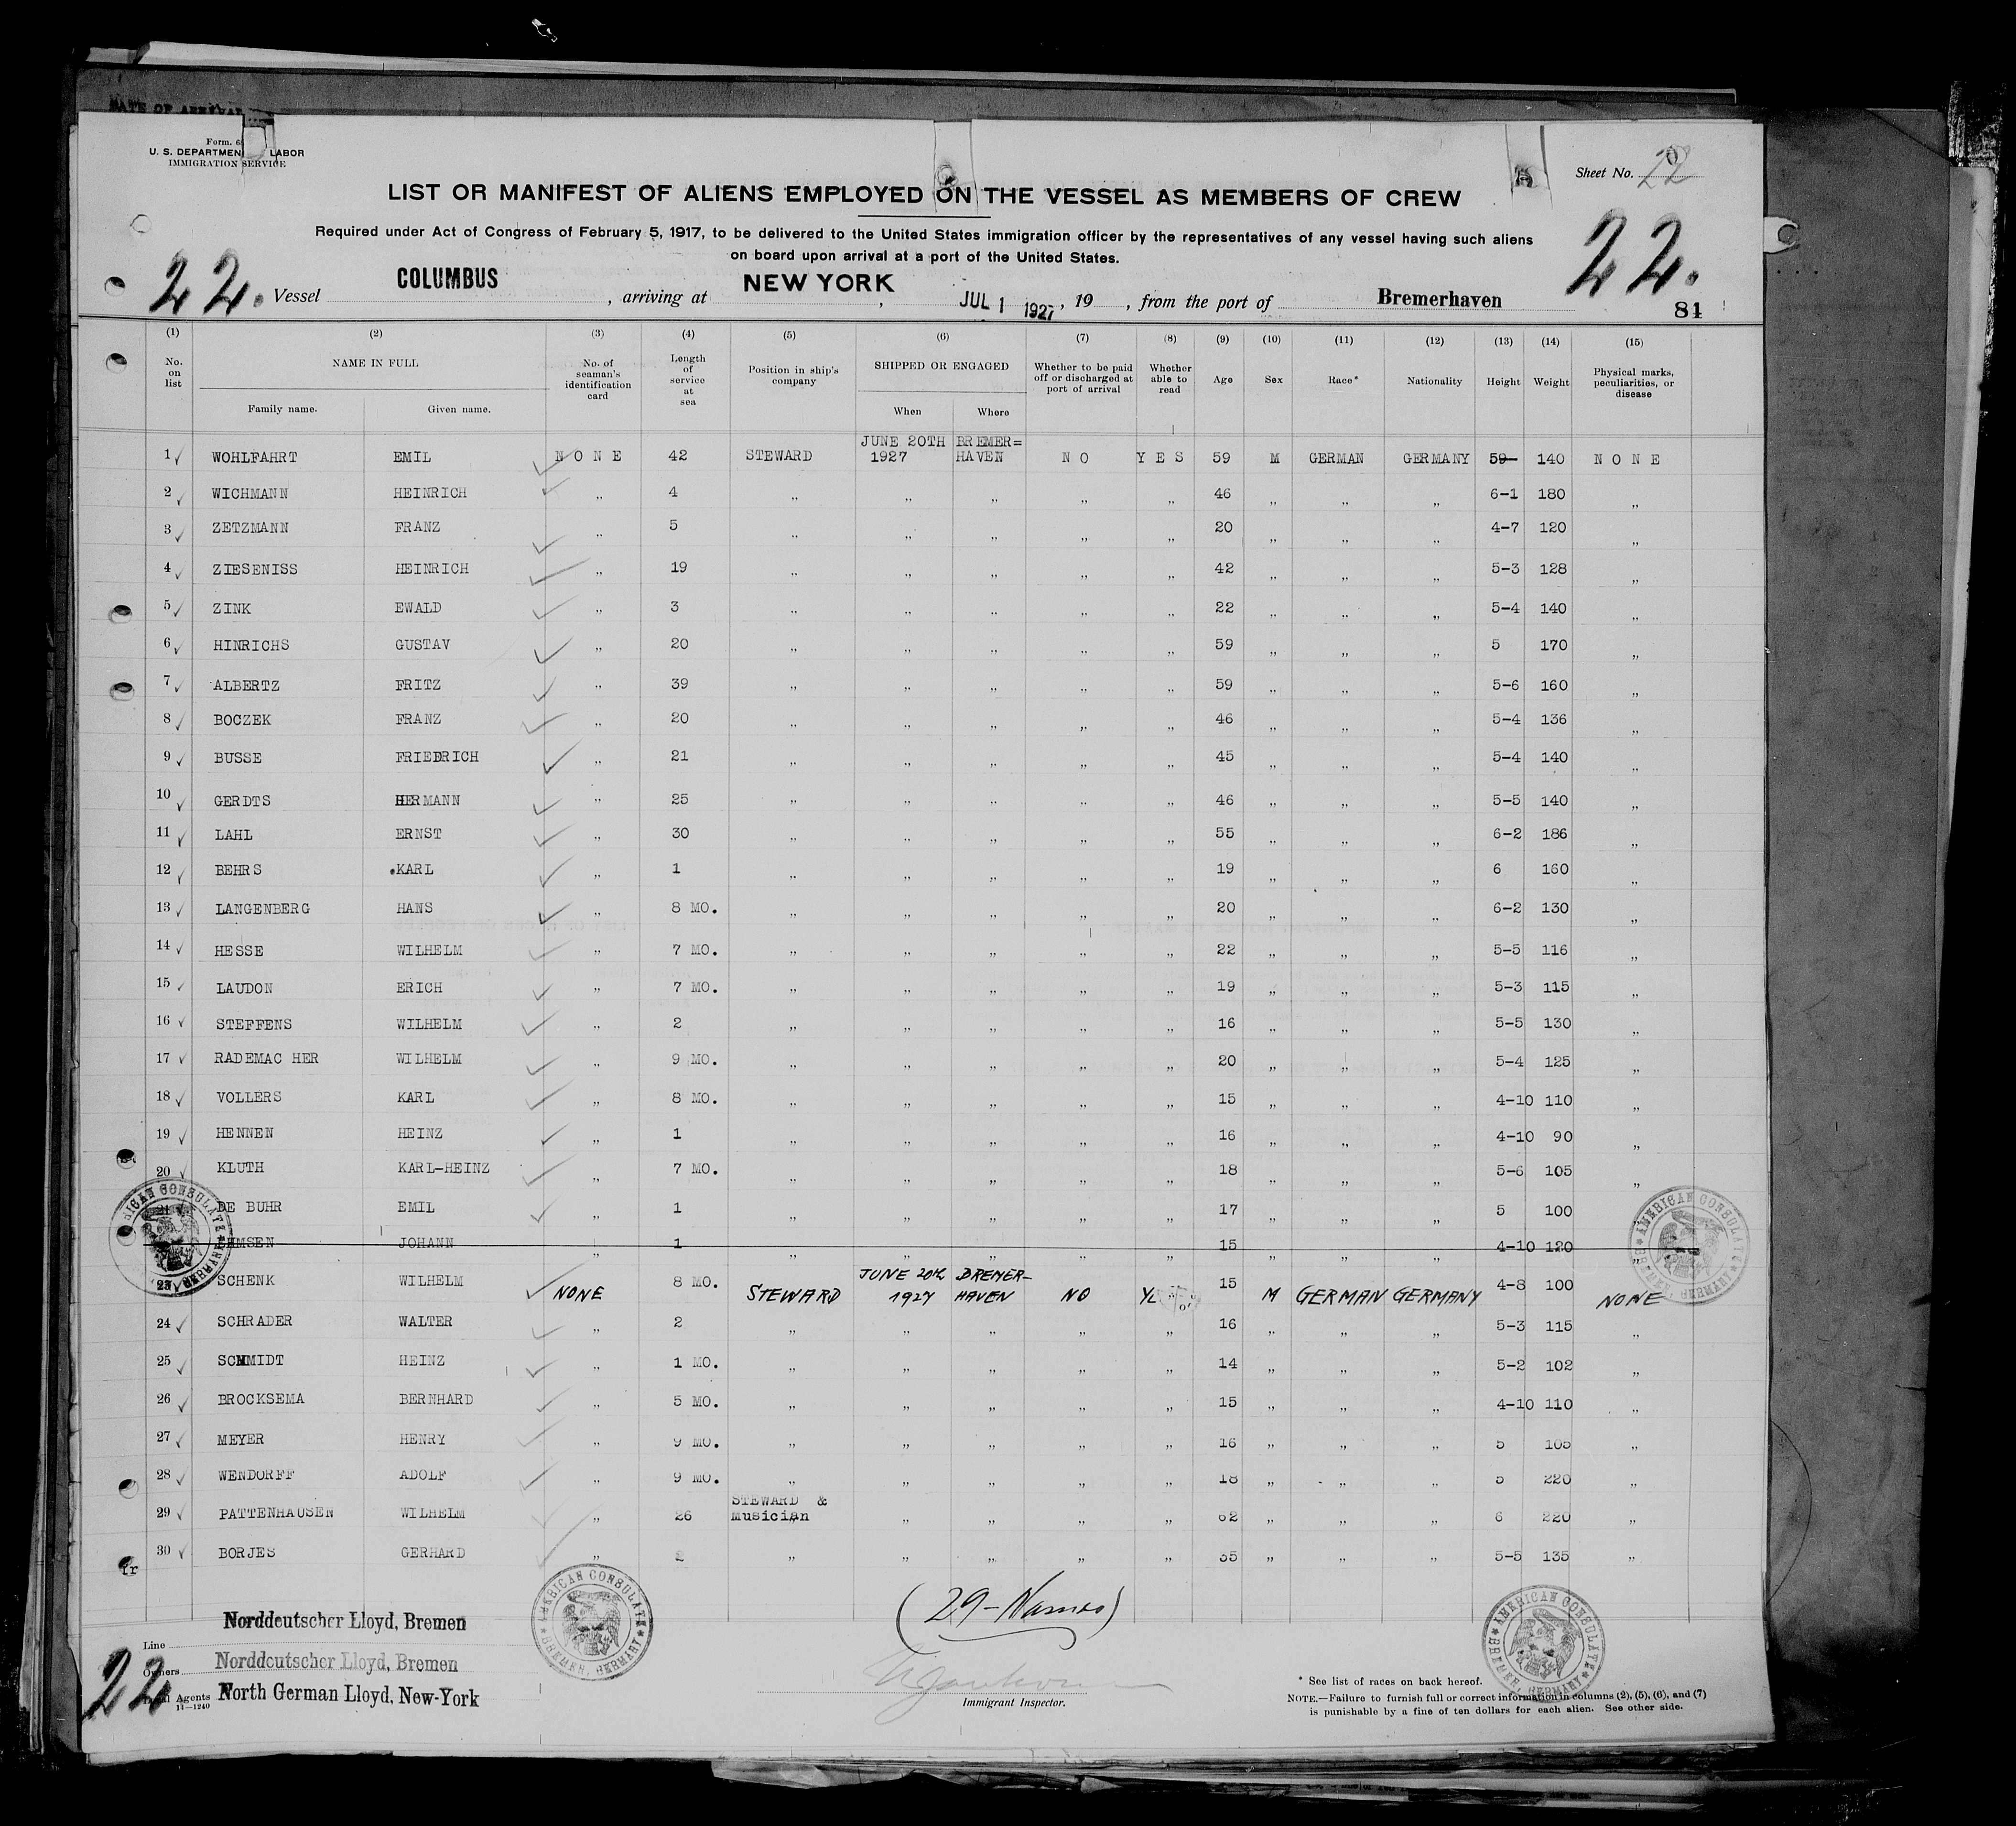 DATE OF ARRIVAL
Form. 6
U. S. DEPARTMEN LABOR
IMMIGRATION SERVICE
Sheet No. 22
LIST OR MANIFEST OF ALIENS EMPLOYED ON THE VESSEL AS MEMBERS OF CREW
Required under Act of Congress of February 5, 1917, to be delivered to the United States immigration officer by the representatives of any vessel having such aliens
on board upon arrival at a port of the United States.
22. Vessel COLUMBUS , arriving at NEW YORK , JUL 1 1927 , 19 , from the port of Bremerhaven 22.
81
(1) (2) (3) (4) (5) (6) (7) (8) (9) (10) (11) (12) (13) (14) (15)
No. on list NAME IN FULL Family name. Given name. No. of seaman's identification card Length of service at sea Position in ship's company SHIPPED OR ENGAGED When Where Whether to be paid off or discharged at port of arrival Whether able to read Age Sex Race* Nationality Height Weight Physical marks, peculiarities, or disease
1 WOHLFAHRT EMIL NONE 42 STEWARD JUNE 20TH 1927 BREMER= HAVEN NO YES 59 M GERMAN GERMANY 59 140 NONE
2 WICHMANN HEINRICH „ 4 „ „ „ „ „ 46 „ „ „ 6-1 180 „
3 ZETZMANN FRANZ „ 5 „ „ „ „ „ 20 „ „ „ 4-7 120 „
4 ZIESENISS HEINRICH „ 19 „ „ „ „ „ 42 „ „ „ 5-3 128 „
5 ZINK EWALD „ 3 „ „ „ „ „ 22 „ „ „ 5-4 140 „
6 HINRICHS GUSTAV „ 20 „ „ „ „ „ 59 „ „ „ 5 170 „
7 ALBERTZ FRITZ „ 39 „ „ „ „ „ 59 „ „ „ 5-6 160 „
8 BOCZEK FRANZ „ 20 „ „ „ „ „ 46 „ „ „ 5-4 136 „
9 BUSSE FRIEDRICH „ 21 „ „ „ „ „ 45 „ „ „ 5-4 140 „
10 GERDTS HERMANN „ 25 „ „ „ „ „ 46 „ „ „ 5-5 140 „
11 LAHL ERNST „ 30 „ „ „ „ „ 55 „ „ „ 6-2 186 „
12 BEHRS KARL „ 1 „ „ „ „ „ 19 „ „ „ 6 160 „
13 LANGENBERG HANS „ 8 MO. „ „ „ „ „ 20 „ „ „ 6-2 130 „
14 HESSE WILHELM „ 7 MO. „ „ „ „ „ 22 „ „ „ 5-5 116 „
15 LAUDON ERICH „ 7 MO. „ „ „ „ „ 19 „ „ „ 5-3 115 „
16 STEFFENS WILHELM „ 2 „ „ „ „ „ 16 „ „ „ 5-5 130 „
17 RADEMAC HER WILHELM „ 9 MO. „ „ „ „ „ 20 „ „ „ 5-4 125 „
18 VOLLERS KARL „ 8 MO. „ „ „ „ „ 15 „ „ „ 4-10 110 „
19 HENNEN HEINZ „ 1 „ „ „ „ „ 16 „ „ „ 4-10 90 „
20 KLUTH KARL-HEINZ „ 7 MO. „ „ „ „ „ 18 „ „ „ 5-6 105 „
21 DE BUHR EMIL „ 1 „ „ „ „ „ 17 „ „ „ 5 100 „
JOHANN „ 1 „ „ „ „ „ 15 „ „ „ 4-10 120 „
23 SCHENK WILHELM NONE 8 MO. STEWARD JUNE 20th 1927 BREMER- HAVEN NO 15 M GERMAN GERMANY 4-8 100 NONE
24 SCHRADER WALTER „ 2 „ „ „ „ „ 16 „ „ „ 5-3 115 „
25 SCHMIDT HEINZ „ 1 MO. „ „ „ „ „ 14 „ „ „ 5-2 102 „
26 BROCKSEMA BERNHARD „ 5 MO. „ „ „ „ „ 15 „ „ „ 4-10 110 „
27 MEYER HENRY „ 9 MO. „ „ „ „ „ 16 „ „ „ 5 105 „
28 WENDORFF ADOLF „ 9 MO. „ „ „ „ „ 18 „ „ „ 5 220 „
29 PATTENHAUSEN WILHELM „ 26 STEWARD & Musician „ „ „ „ 62 „ „ „ 6 220 „
30 BORJES GERHARD „ 2 „ „ „ „ „ 35 „ „ „ 5-5 135 „
fr
AMERICAN CONSULATE BREMEN, GERMANY
AMERICAN CONSULATE BREMEN, GERMANY
AMERICAN CONSULATE BREMEN, GERMANY
AMERICAN CONSULATE BREMEN, GERMANY
(29-Names)
Line Norddeutscher Lloyd, Bremen
Owners Norddeutscher Lloyd, Bremen
22 Agents North German Lloyd, New-York
11—1240
Immigrant Inspector.
* See list of races on back hereof.
NOTE.—Failure to furnish full or correct information in columns (2), (5), (6), and (7)
is punishable by a fine of ten dollars for each alien. See other side.